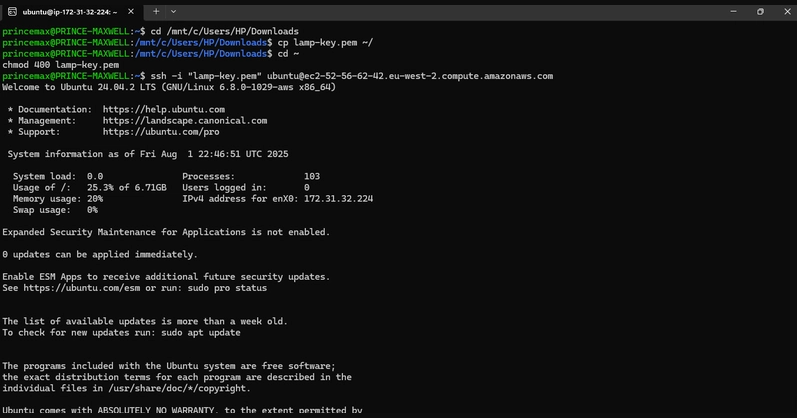 ubuntu@ip-172-31-32-224: ~
princemax@PRINCE-MAXWELL:~$ cd /mnt/c/Users/HP/Downloads
princemax@PRINCE-MAXWELL:/mnt/c/Users/HP/Downloads$ cp lamp-key.pem ~/
princemax@PRINCE-MAXWELL:/mnt/c/Users/HP/Downloads$ cd ~
chmod 400 lamp-key.pem
princemax@PRINCE-MAXWELL:~$ ssh -i "lamp-key.pem" ubuntu@ec2-52-56-62-42.eu-west-2.compute.amazonaws.com
Welcome to Ubuntu 24.04.2 LTS (GNU/Linux 6.8.0-1029-aws x86_64)
* Documentation:  https://help.ubuntu.com
* Management:     https://landscape.canonical.com
* Support:        https://ubuntu.com/pro
System information as of Fri Aug  1 22:46:51 UTC 2025
System load:  0.0               Processes:             103
Usage of /:   25.3% of 6.71GB   Users logged in:       0
Memory usage: 20%               IPv4 address for enX0: 172.31.32.224
Swap usage:   0%
Expanded Security Maintenance for Applications is not enabled.
0 updates can be applied immediately.
Enable ESM Apps to receive additional future security updates.
See https://ubuntu.com/esm or run: sudo pro status
The list of available updates is more than a week old.
To check for new updates run: sudo apt update
The programs included with the Ubuntu system are free software;
the exact distribution terms for each program are described in the
individual files in /usr/share/doc/*/copyright.
Ubuntu comes with ABSOLUTELY NO WARRANTY, to the extent permitted by